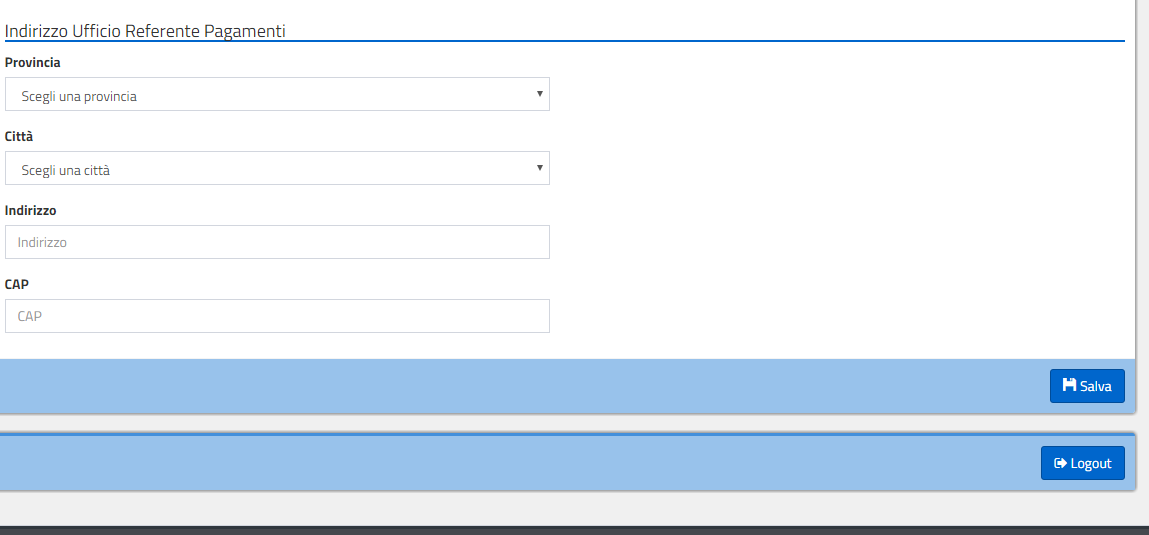 Indirizzo Ufficio Referente Pagamenti
Provincia
Scegli una provincia
Città
Scegli una città
Indirizzo
Indirizzo
CAP
CAP
Salva
Logout